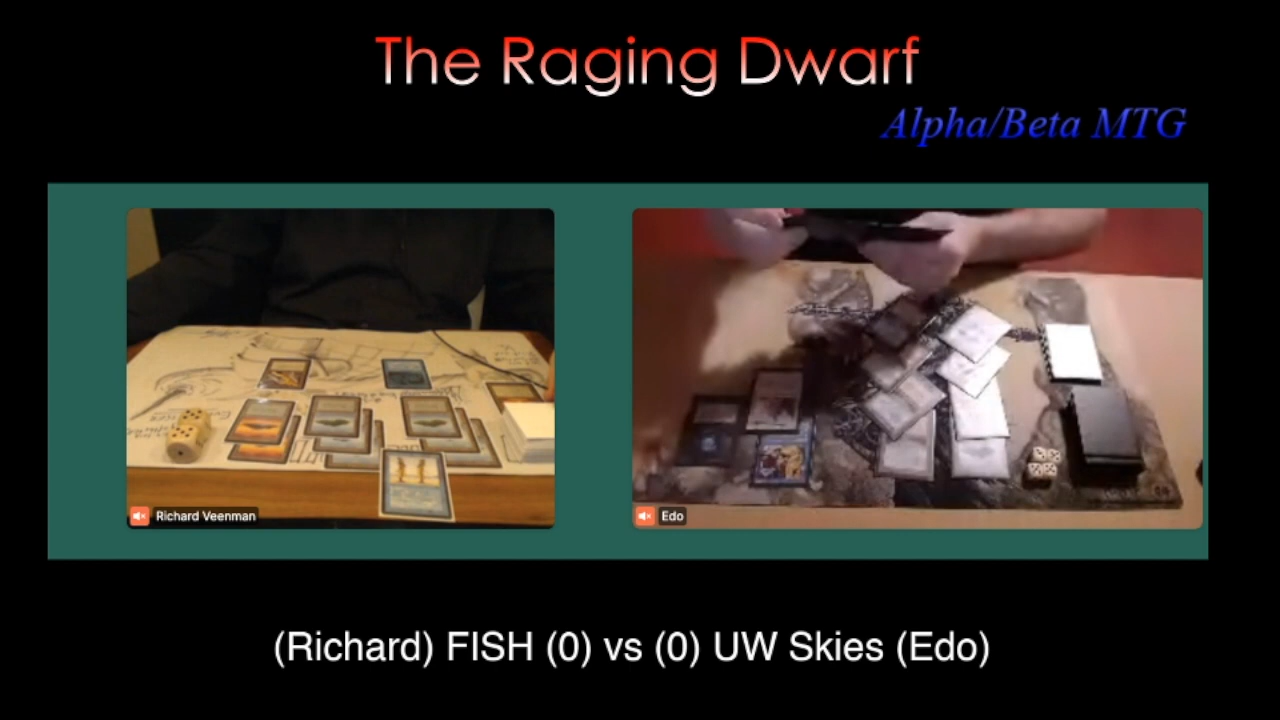 The Raging Dwarf
Alpha/Beta MTG
Richard Veenman
Edo
(Richard) FISH (0) vs (0) UW Skies (Edo)